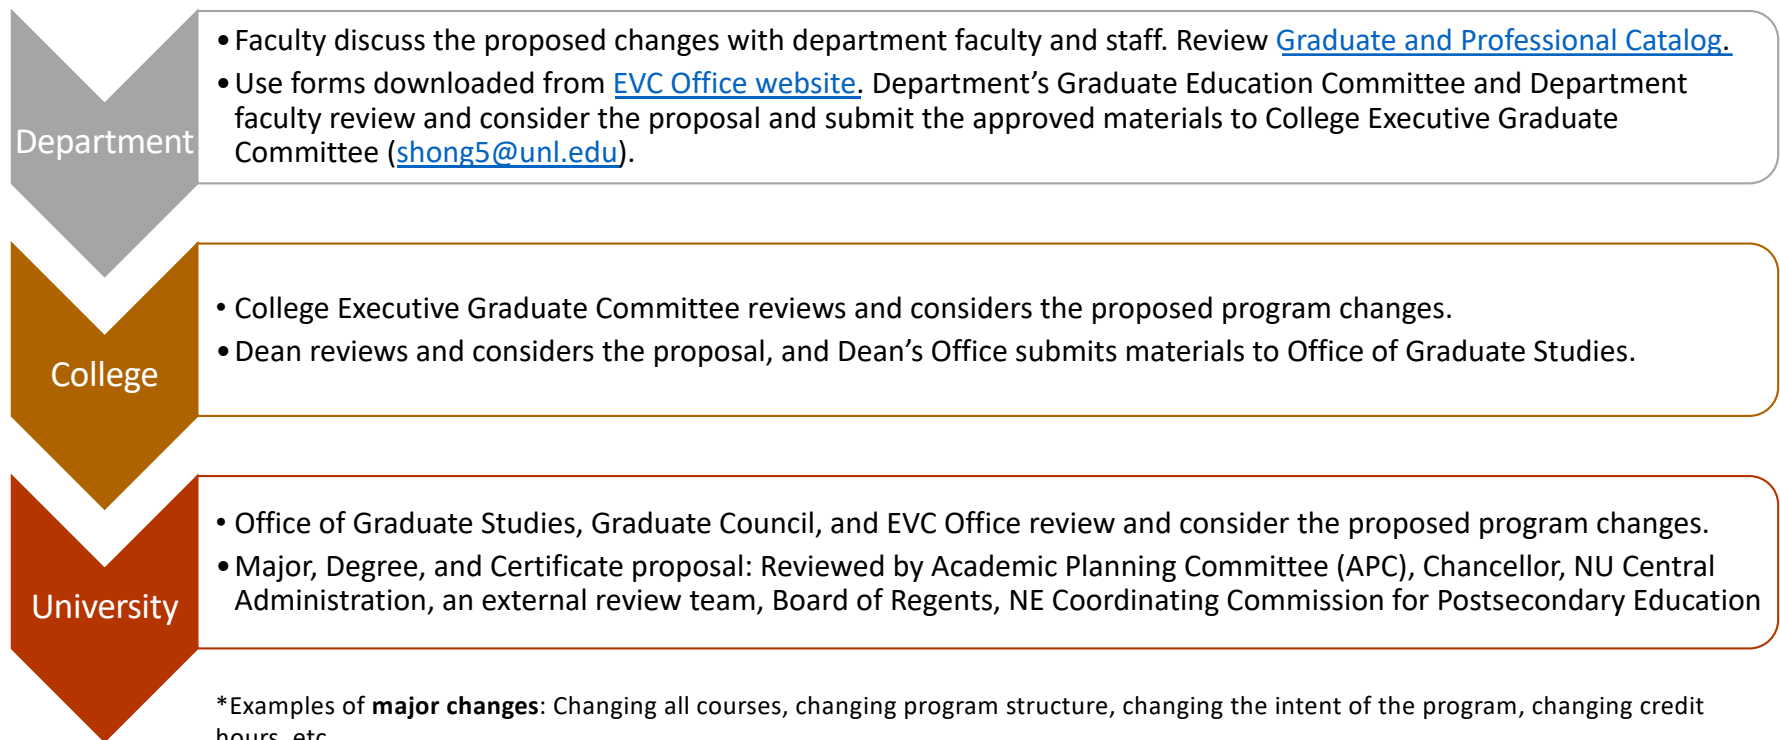 Department
•Faculty discuss the proposed changes with department faculty and staff. Review Graduate and Professional Catalog.
•Use forms downloaded from EVC Office website. Department’s Graduate Education Committee and Department
faculty review and consider the proposal and submit the approved materials to College Executive Graduate
Committee (shong5@unl.edu).
College
• College Executive Graduate Committee reviews and considers the proposed program changes.
•Dean reviews and considers the proposal, and Dean’s Office submits materials to Office of Graduate Studies.
University
• Office of Graduate Studies, Graduate Council, and EVC Office review and consider the proposed program changes.
•Major, Degree, and Certificate proposal: Reviewed by Academic Planning Committee (APC), Chancellor, NU Central
Administration, an external review team, Board of Regents, NE Coordinating Commission for Postsecondary Education
*Examples of major changes: Changing all courses, changing program structure, changing the intent of the program, changing credit
hours, etc